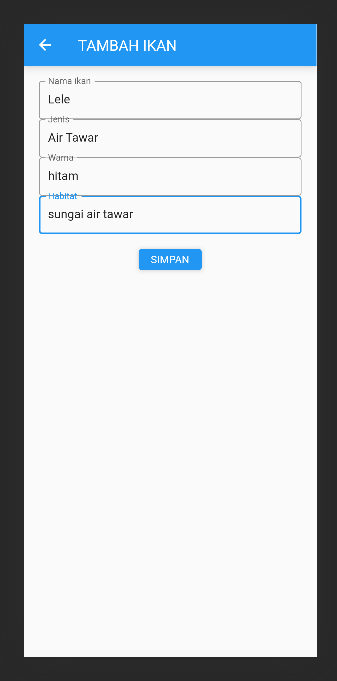 TAMBAH IKAN
Nama Ikan
Lele
Jenis
Air Tawar
Warna
hitam
Habitat
sungai air tawar
SIMPAN